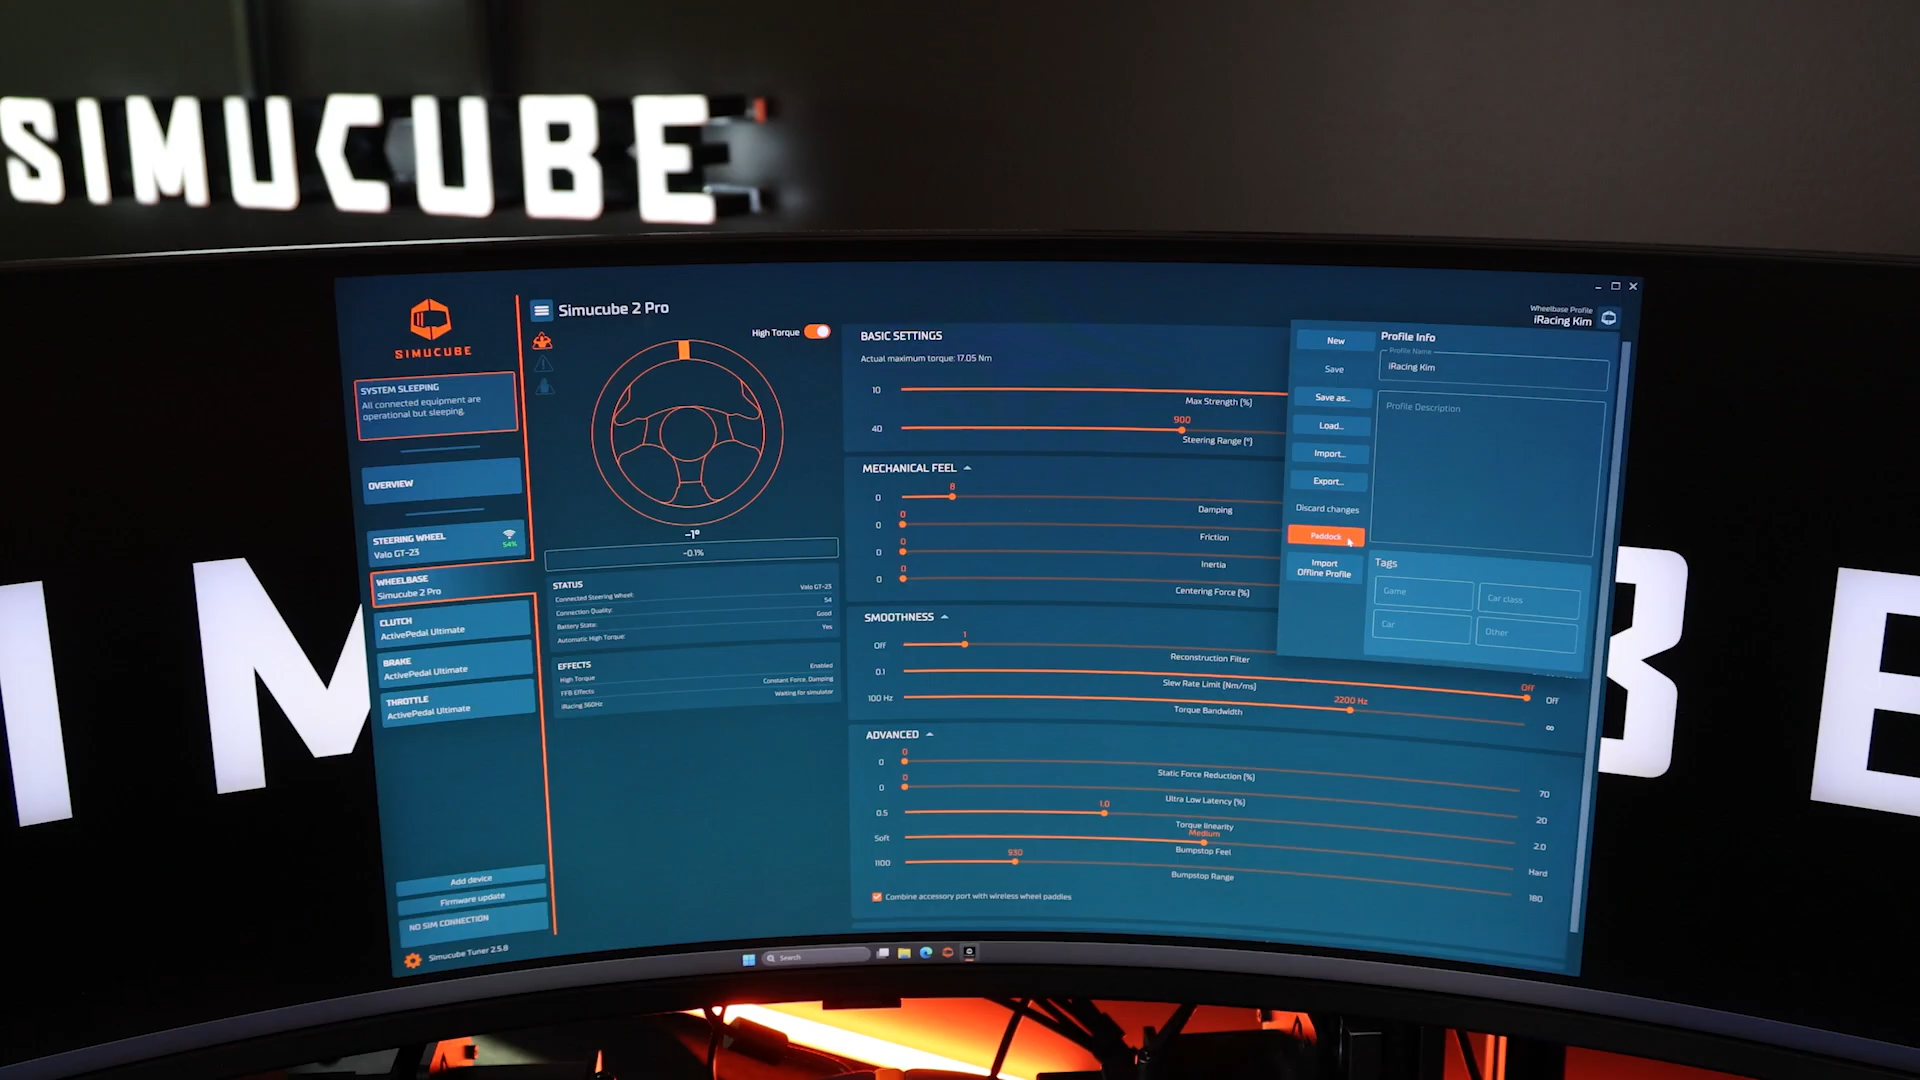 SIMUCUBE
IM
BE
SIMUCUBE
SYSTEM SLEEPING
All connected equipment are
operational but sleeping.
OVERVIEW
STEERING WHEEL
Valo GT-23
54%
WHEELBASE
Simucube 2 Pro
CLUTCH
ActivePedal Ultimate
BRAKE
ActivePedal Ultimate
THROTTLE
ActivePedal Ultimate
Add device
Firmware update
NO SIM CONNECTION
Simucube Tuner 2.5.8
Simucube 2 Pro
High Torque
-1°
-0.1%
STATUS
Connected Steering Wheel: Valo GT-23
Connection Quality: 54
Battery State: Good
Automatic High Torque: Yes
EFFECTS
High Torque Enabled
FFB Effects Constant Force, Damping
iRacing 360Hz Waiting for simulator
BASIC SETTINGS
Actual maximum torque: 17.05 Nm
10
Max Strength (%)
900
40
Steering Range (°)
MECHANICAL FEEL
8
0
Damping
0
0
Friction
0
0
Inertia
0
0
Centering Force (%)
SMOOTHNESS
1
Off
Reconstruction Filter
0.1
Off
Off
Slew Rate Limit (Nm/ms)
100 Hz
2200 Hz
∞
Torque Bandwidth
ADVANCED
0
0
70
Static Force Reduction (%)
0
0
20
Ultra Low Latency (%)
1.0
0.5
2.0
Torque linearity
Medium
Soft
Hard
Bumpstop Feel
930
1100
180
Bumpstop Range
Combine accessory port with wireless wheel paddles
Wheelbase Profile
iRacing Kim
New
Save
Save as...
Load...
Import...
Export...
Discard changes
Paddock
Import
Offline Profile
Profile Info
Profile Name
iRacing Kim
Profile Description
Tags
Game
Car class
Car
Other
Search